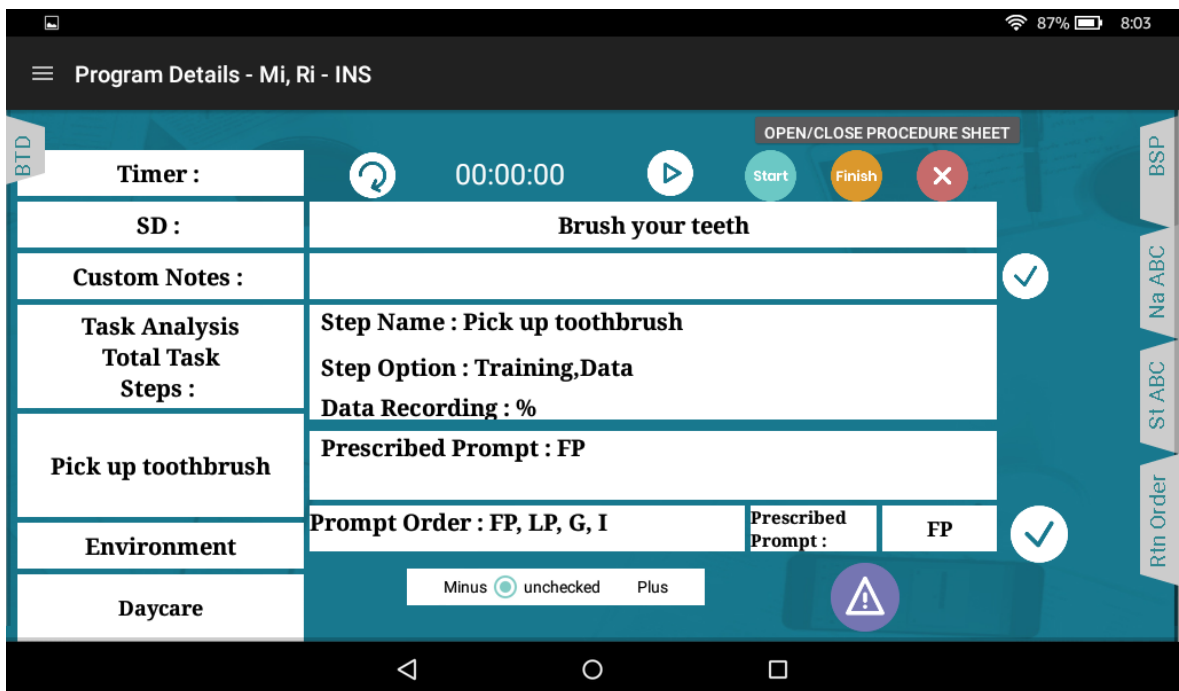 87% 8:03
Program Details - Mi, Ri - INS
BTD
OPEN/CLOSE PROCEDURE SHEET
Timer :
00:00:00
Start
Finish
SD :
Brush your teeth
Custom Notes :
Task Analysis
Total Task
Steps :
Step Name : Pick up toothbrush
Step Option : Training,Data
Data Recording : %
Pick up toothbrush
Prescribed Prompt : FP
Prompt Order : FP, LP, G, I
Prescribed
Prompt :
FP
Environment
Minus unchecked Plus
Daycare
BSP
Na ABC
St ABC
Rtn Order